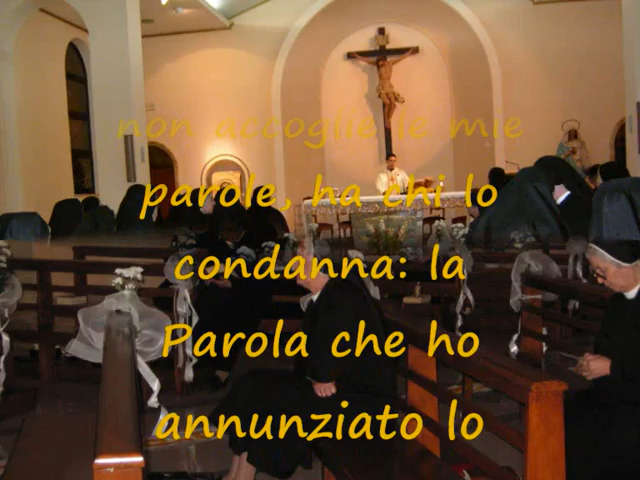 non accoglie le mie
parole, ha chi lo
condanna: la
Parola che ho
annunziato lo